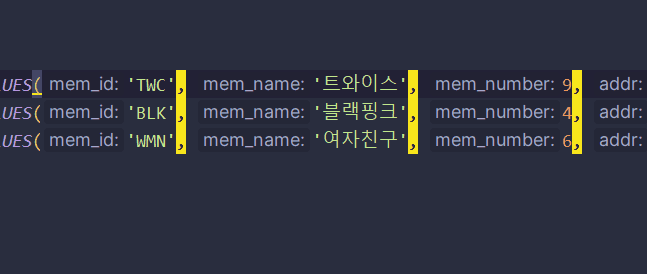 UES( mem_id: 'TWC', mem_name: '트와이스', mem_number: 9, addr:
UES( mem_id: 'BLK', mem_name: '블랙핑크', mem_number: 4, addr:
UES( mem_id: 'WMN', mem_name: '여자친구', mem_number: 6, addr: